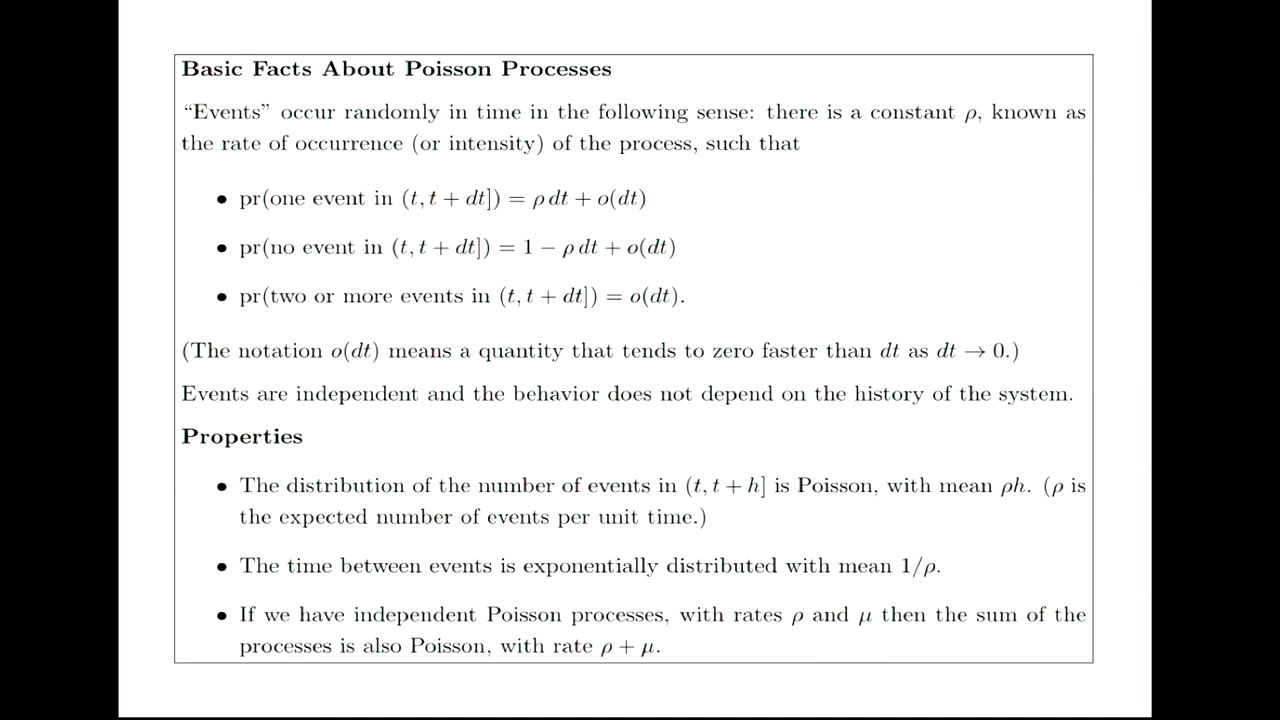 Basic Facts About Poisson Processes
“Events” occur randomly in time in the following sense: there is a constant ρ, known as
the rate of occurrence (or intensity) of the process, such that
• pr(one event in (t, t + dt]) = ρ dt + o(dt)
• pr(no event in (t, t + dt]) = 1 − ρ dt + o(dt)
• pr(two or more events in (t, t + dt]) = o(dt).
(The notation o(dt) means a quantity that tends to zero faster than dt as dt → 0.)
Events are independent and the behavior does not depend on the history of the system.
Properties
• The distribution of the number of events in (t, t + h] is Poisson, with mean ρh. (ρ is
the expected number of events per unit time.)
• The time between events is exponentially distributed with mean 1/ρ.
• If we have independent Poisson processes, with rates ρ and μ then the sum of the
processes is also Poisson, with rate ρ + μ.